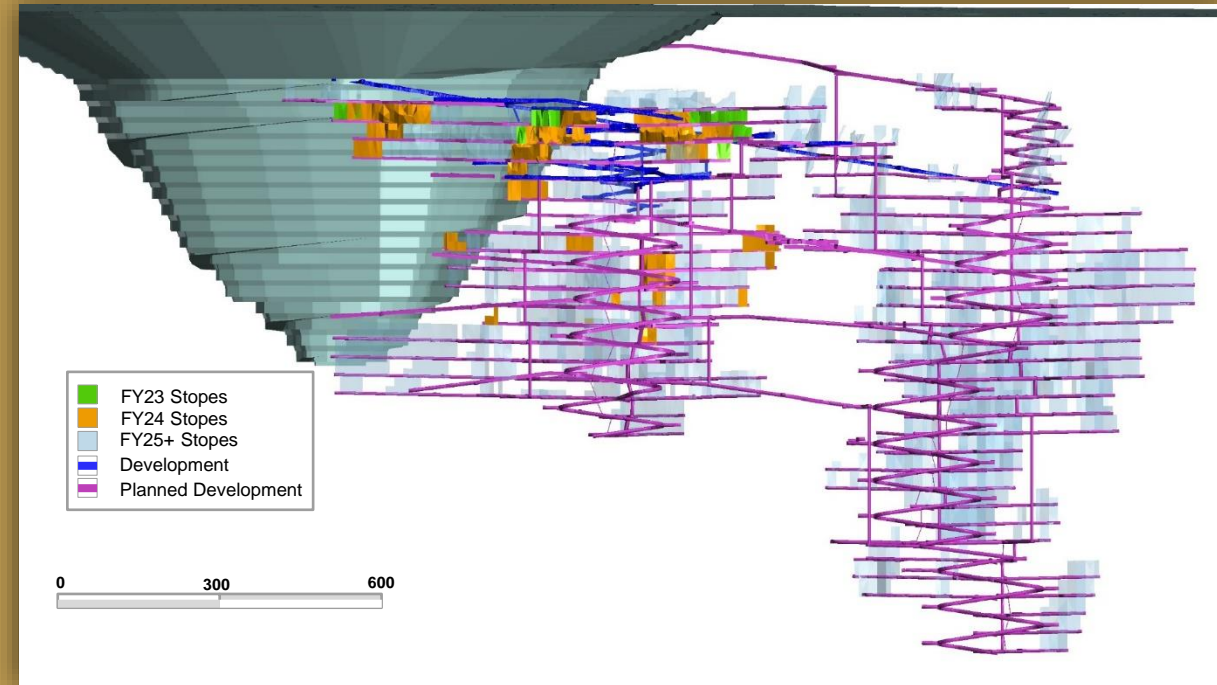 FY23 Stopes
FY24 Stopes
FY25+ Stopes
Development
Planned Development
0 300 600